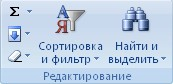 Σ
А
Я
Сортировка
и фильтр
Найти и
выделить
Редактирование